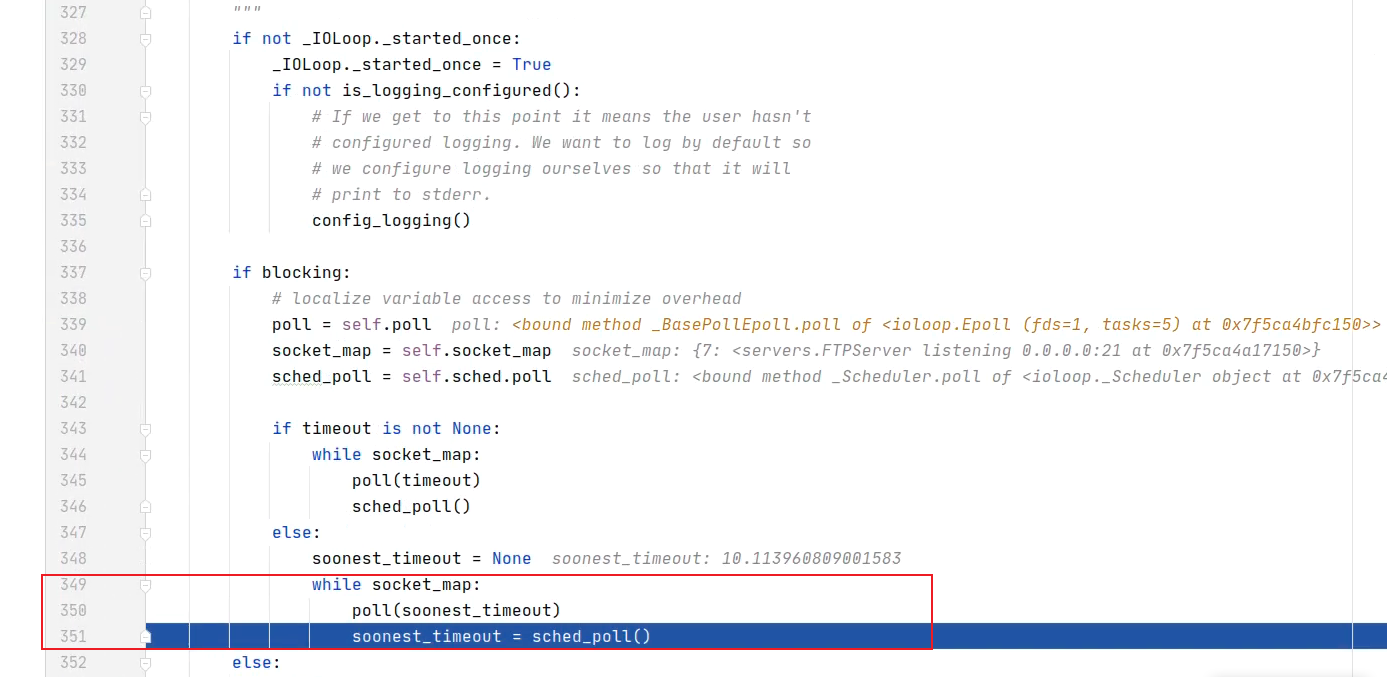 327 """
328 if not _IOLoop._started_once:
329 _IOLoop._started_once = True
330 if not is_logging_configured():
331 # If we get to this point it means the user hasn't
332 # configured logging. We want to log by default so
333 # we configure logging ourselves so that it will
334 # print to stderr.
335 config_logging()
336
337 if blocking:
338 # localize variable access to minimize overhead
339 poll = self.poll poll: <bound method _BasePollEpoll.poll of <ioloop.Epoll (fds=1, tasks=5) at 0x7f5ca4bfc150>>
340 socket_map = self.socket_map socket_map: {7: <servers.FTPServer listening 0.0.0.0:21 at 0x7f5ca4a17150>}
341 sched_poll = self.sched.poll sched_poll: <bound method _Scheduler.poll of <ioloop._Scheduler object at 0x7f5ca4
342
343 if timeout is not None:
344 while socket_map:
345 poll(timeout)
346 sched_poll()
347 else:
348 soonest_timeout = None soonest_timeout: 10.113960809001583
349 while socket_map:
350 poll(soonest_timeout)
351 soonest_timeout = sched_poll()
352 else: